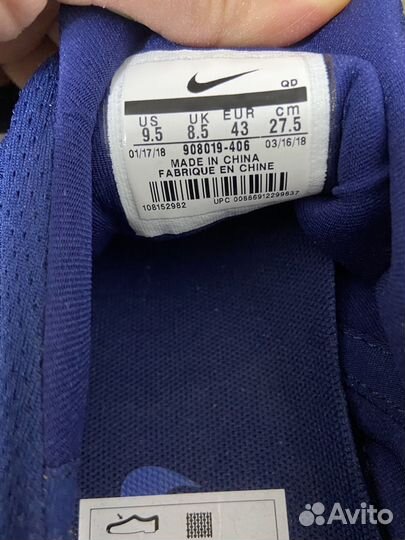 QD
US UK EUR cm
9.5 8.5 43 27.5
01/17/18 908019-406 03/16/18
MADE IN CHINA
FABRIQUE EN CHINE
108152982 UPC 00886912299837
Avito